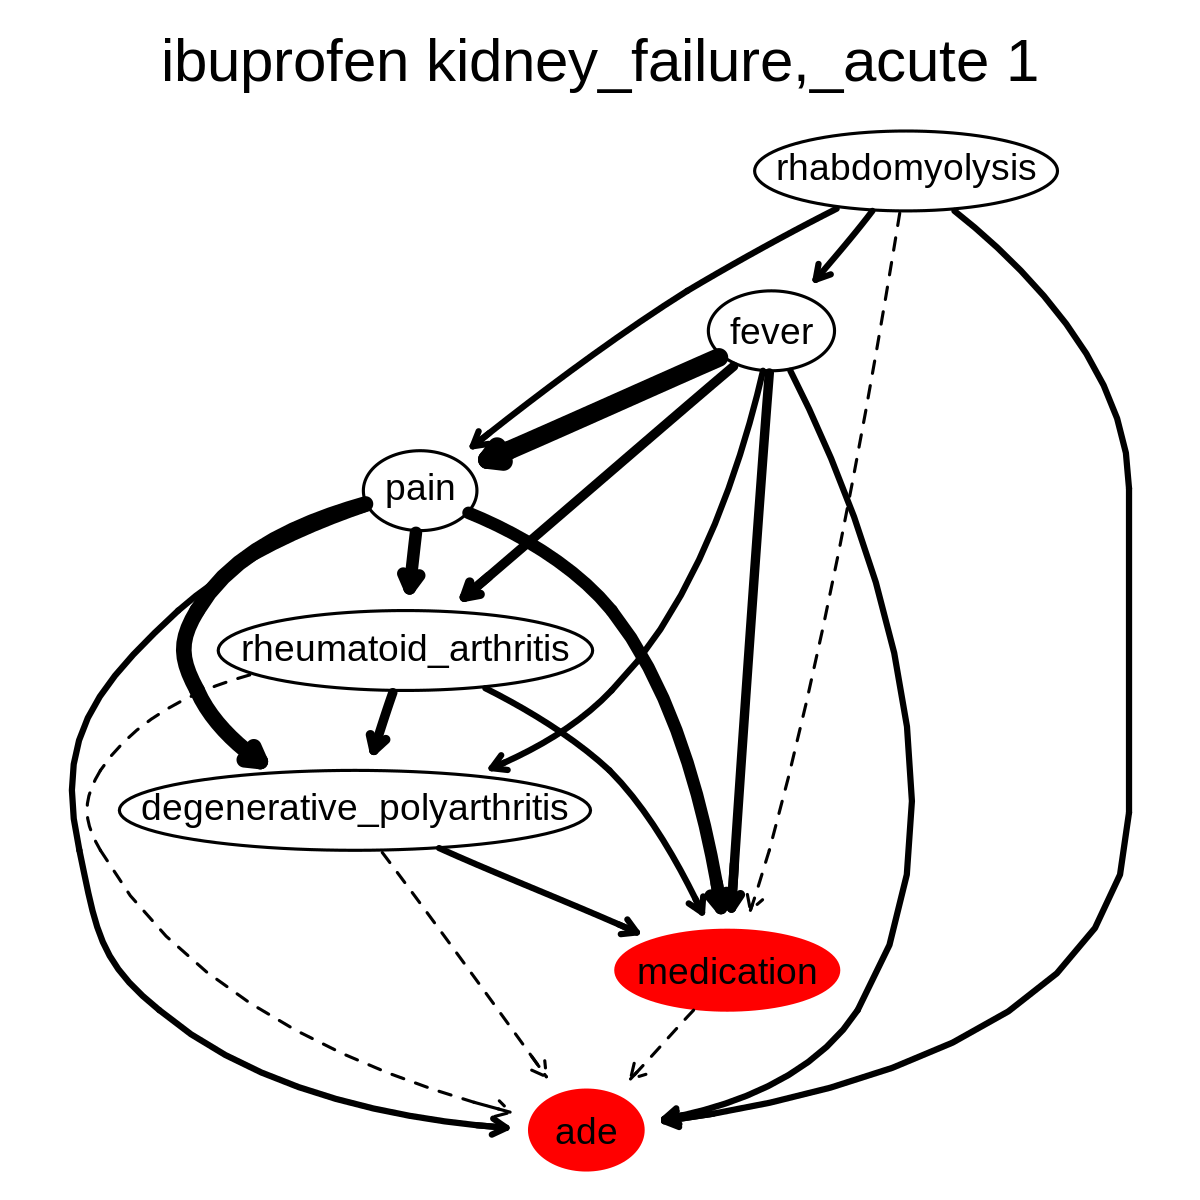 ibuprofen kidney_failure,_acute 1
rhabdomyolysis
fever
pain
rheumatoid_arthritis
degenerative_polyarthritis
medication
ade